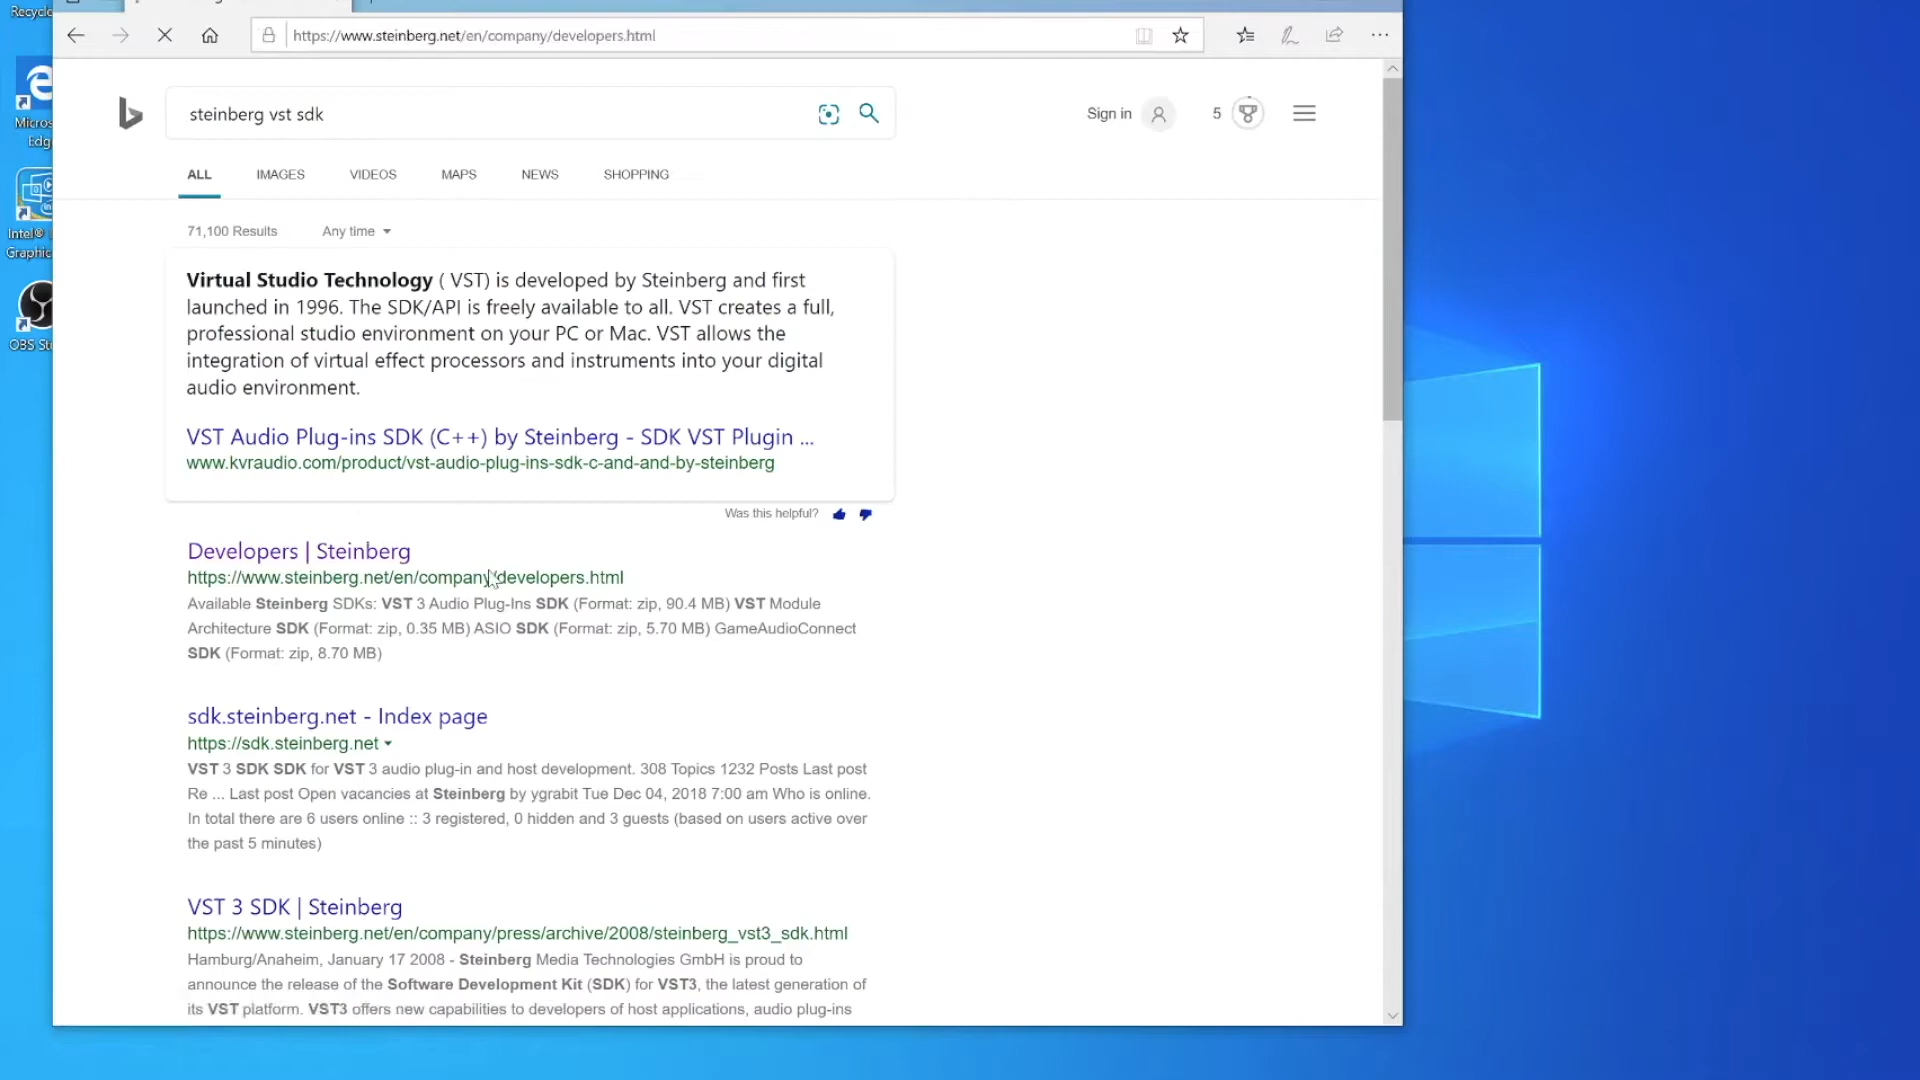 Recycle
https://www.steinberg.net/en/company/developers.html
Micros
Edg
Intel®
Graphic
OBS Stu
steinberg vst sdk
Sign in
5
ALL IMAGES VIDEOS MAPS NEWS SHOPPING
71,100 Results Any time
Virtual Studio Technology ( VST) is developed by Steinberg and first
launched in 1996. The SDK/API is freely available to all. VST creates a full,
professional studio environment on your PC or Mac. VST allows the
integration of virtual effect processors and instruments into your digital
audio environment.
VST Audio Plug-ins SDK (C++) by Steinberg - SDK VST Plugin ...
www.kvraudio.com/product/vst-audio-plug-ins-sdk-c-and-and-by-steinberg
Was this helpful?
Developers | Steinberg
https://www.steinberg.net/en/company/developers.html
Available Steinberg SDKs: VST 3 Audio Plug-Ins SDK (Format: zip, 90.4 MB) VST Module
Architecture SDK (Format: zip, 0.35 MB) ASIO SDK (Format: zip, 5.70 MB) GameAudioConnect
SDK (Format: zip, 8.70 MB)
sdk.steinberg.net - Index page
https://sdk.steinberg.net
VST 3 SDK SDK for VST 3 audio plug-in and host development. 308 Topics 1232 Posts Last post
Re ... Last post Open vacancies at Steinberg by ygrabit Tue Dec 04, 2018 7:00 am Who is online.
In total there are 6 users online :: 3 registered, 0 hidden and 3 guests (based on users active over
the past 5 minutes)
VST 3 SDK | Steinberg
https://www.steinberg.net/en/company/press/archive/2008/steinberg_vst3_sdk.html
Hamburg/Anaheim, January 17 2008 - Steinberg Media Technologies GmbH is proud to
announce the release of the Software Development Kit (SDK) for VST3, the latest generation of
its VST platform. VST3 offers new capabilities to developers of host applications, audio plug-ins